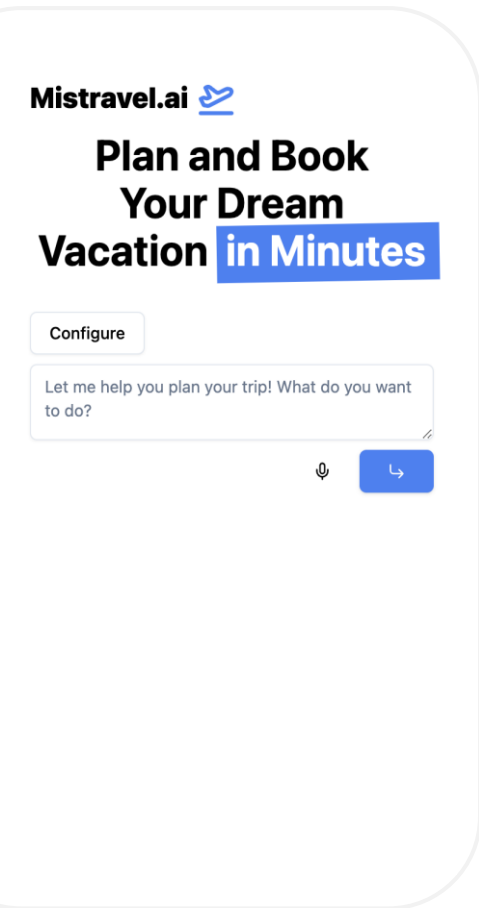 Mistravel.ai
Plan and Book
Your Dream
Vacation in Minutes
Configure
Let me help you plan your trip! What do you want
to do?